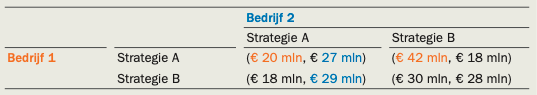 Bedrijf 2
Strategie A Strategie B
Bedrijf 1 Strategie A (€ 20 mln, € 27 mln) (€ 42 mln, € 18 mln)
Strategie B (€ 18 mln, € 29 mln) (€ 30 mln, € 28 mln)